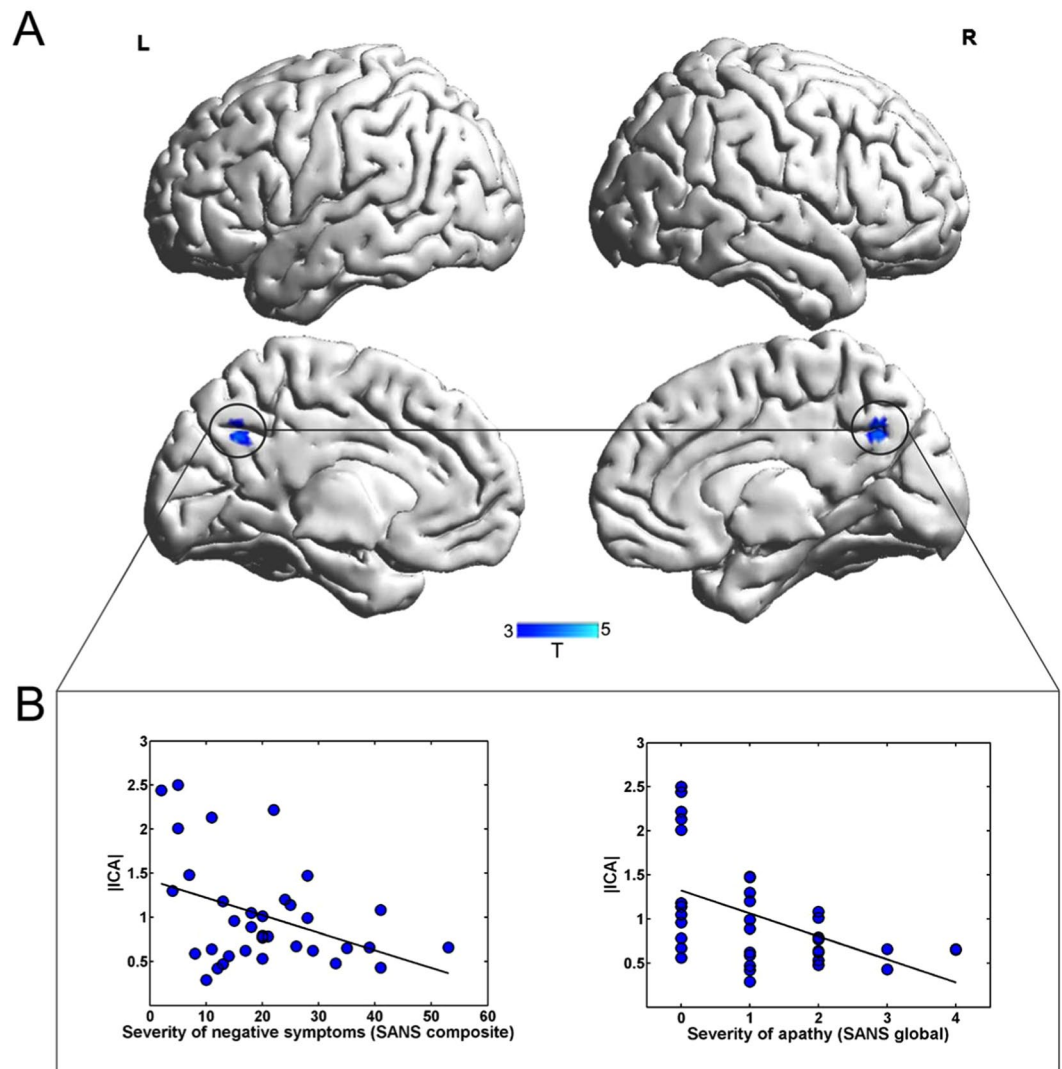 A
L
R
3
5
T
B
3
2.5
2
1.5
1
0.5
|ICA|
0 10 20 30 40 50 60
Severity of negative symptoms (SANS composite)
3
2.5
2
1.5
1
0.5
|ICA|
0 1 2 3 4
Severity of apathy (SANS global)